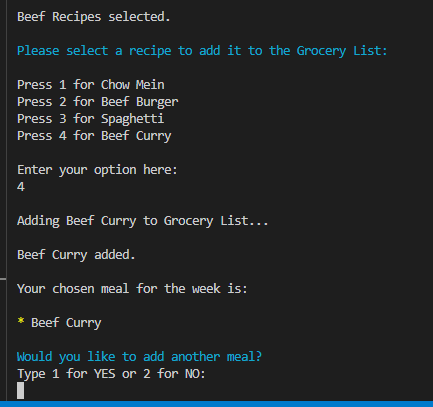 Beef Recipes selected.
Please select a recipe to add it to the Grocery List:
Press 1 for Chow Mein
Press 2 for Beef Burger
Press 3 for Spaghetti
Press 4 for Beef Curry
Enter your option here:
4
Adding Beef Curry to Grocery List...
Beef Curry added.
Your chosen meal for the week is:
* Beef Curry
Would you like to add another meal?
Type 1 for YES or 2 for NO: